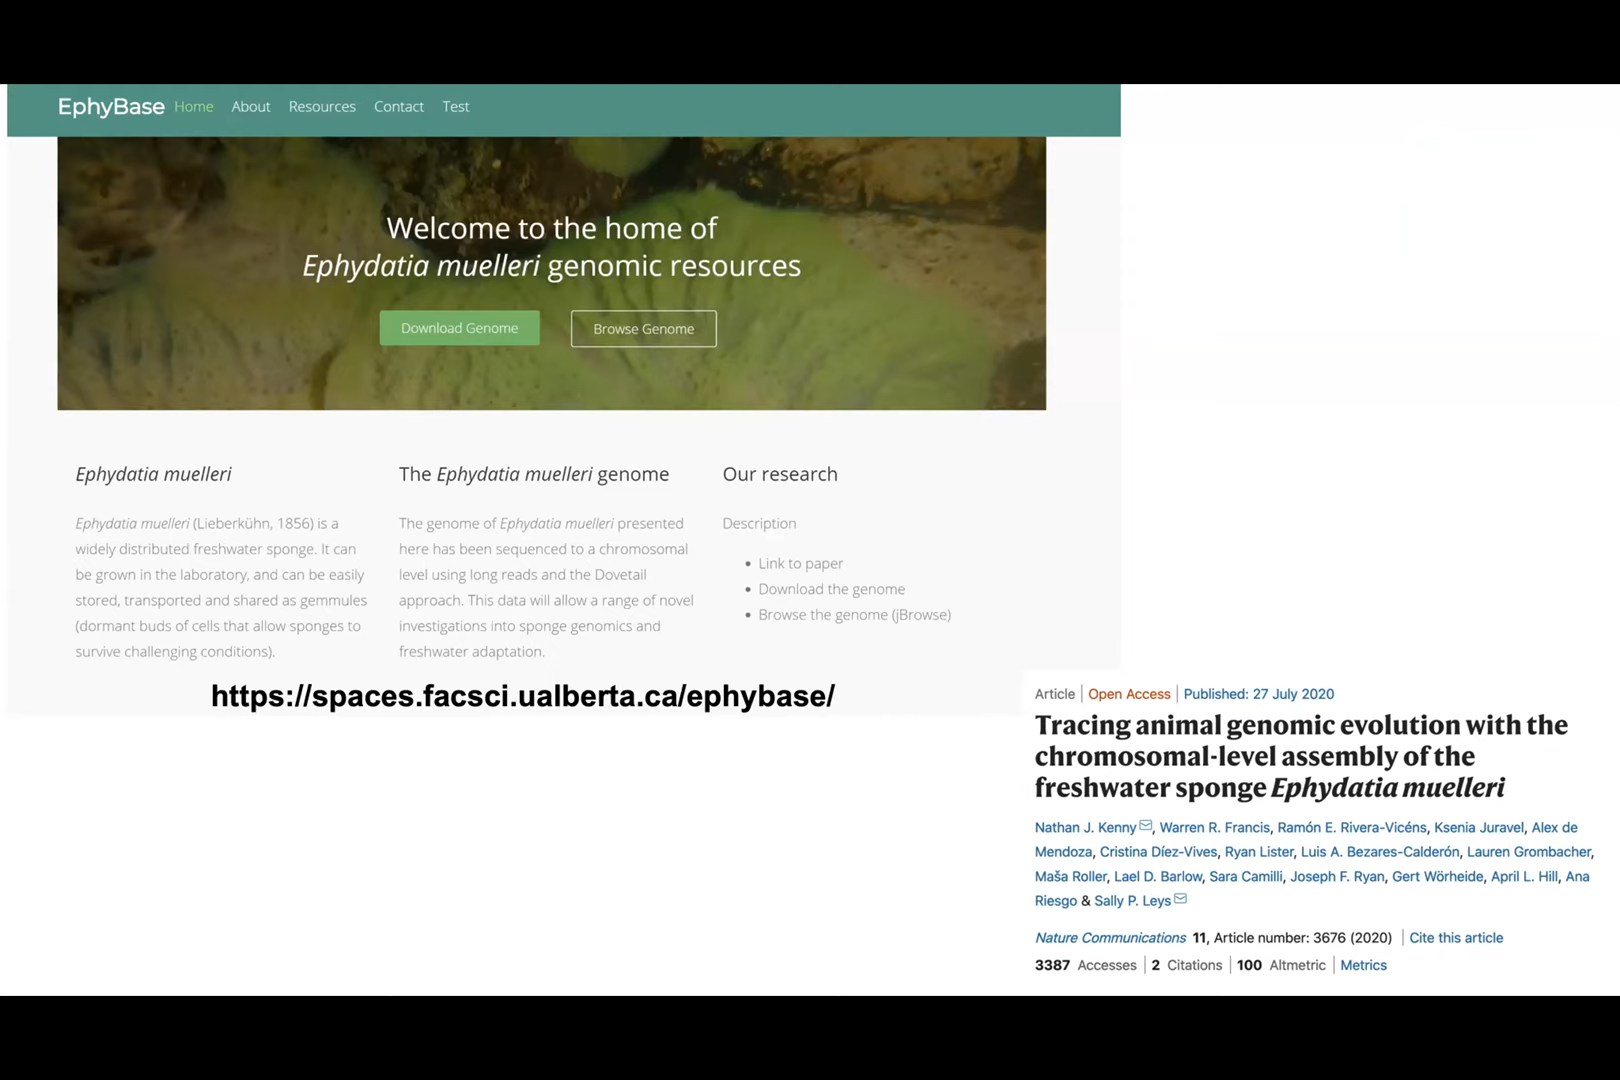 EphyBase Home About Resources Contact Test
Welcome to the home of
Ephydatia muelleri genomic resources
Download Genome Browse Genome
Ephydatia muelleri
Ephydatia muelleri (Lieberkühn, 1856) is a
widely distributed freshwater sponge. It can
be grown in the laboratory, and can be easily
stored, transported and shared as gemmules
(dormant buds of cells that allow sponges to
survive challenging conditions).
The Ephydatia muelleri genome
The genome of Ephydatia muelleri presented
here has been sequenced to a chromosomal
level using long reads and the Dovetail
approach. This data will allow a range of novel
investigations into sponge genomics and
freshwater adaptation.
Our research
Description
• Link to paper
• Download the genome
• Browse the genome (jBrowse)
https://spaces.facsci.ualberta.ca/ephybase/
Article | Open Access | Published: 27 July 2020
Tracing animal genomic evolution with the
chromosomal-level assembly of the
freshwater sponge Ephydatia muelleri
Nathan J. Kenny, Warren R. Francis, Ramón E. Rivera-Vicéns, Ksenia Juravel, Alex de
Mendoza, Cristina Díez-Vives, Ryan Lister, Luis A. Bezares-Calderón, Lauren Grombacher,
Maša Roller, Lael D. Barlow, Sara Camilli, Joseph F. Ryan, Gert Wörheide, April L. Hill, Ana
Riesgo & Sally P. Leys
Nature Communications 11, Article number: 3676 (2020) | Cite this article
3387 Accesses | 2 Citations | 100 Altmetric | Metrics